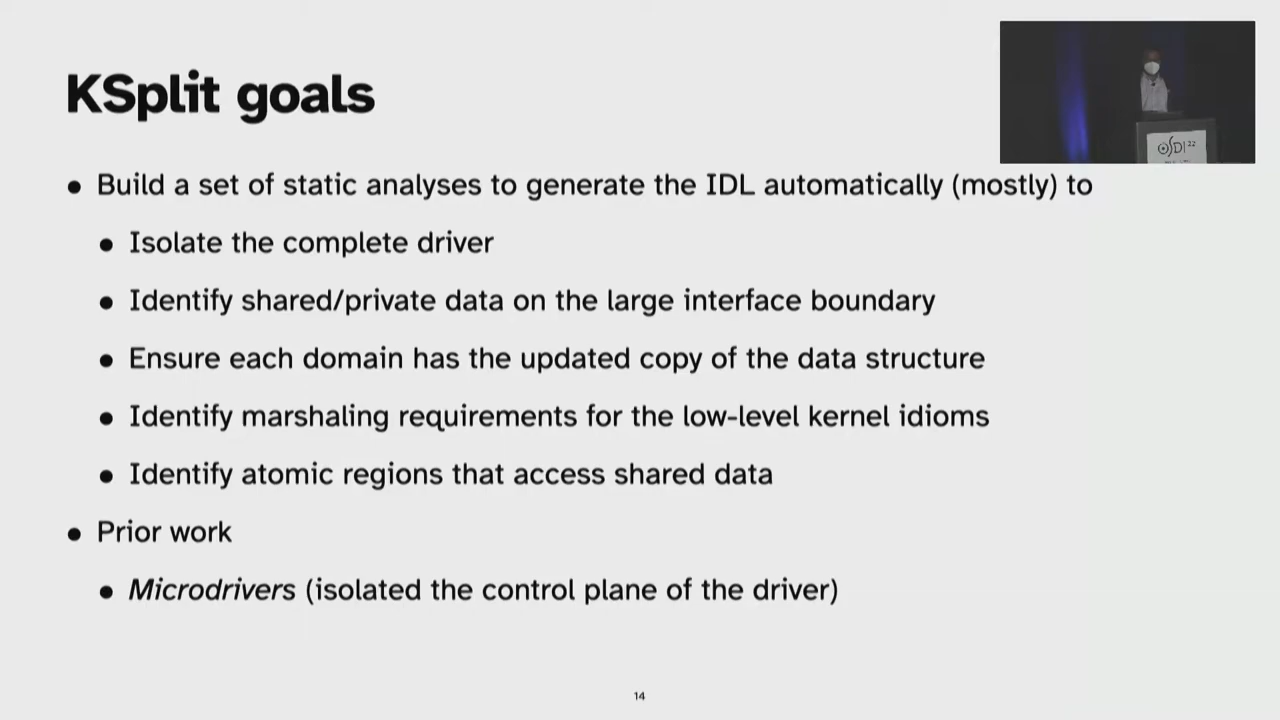 KSplit goals
OSDI 22
● Build a set of static analyses to generate the IDL automatically (mostly) to
● Isolate the complete driver
● Identify shared/private data on the large interface boundary
● Ensure each domain has the updated copy of the data structure
● Identify marshaling requirements for the low-level kernel idioms
● Identify atomic regions that access shared data
● Prior work
● Microdrivers (isolated the control plane of the driver)
14